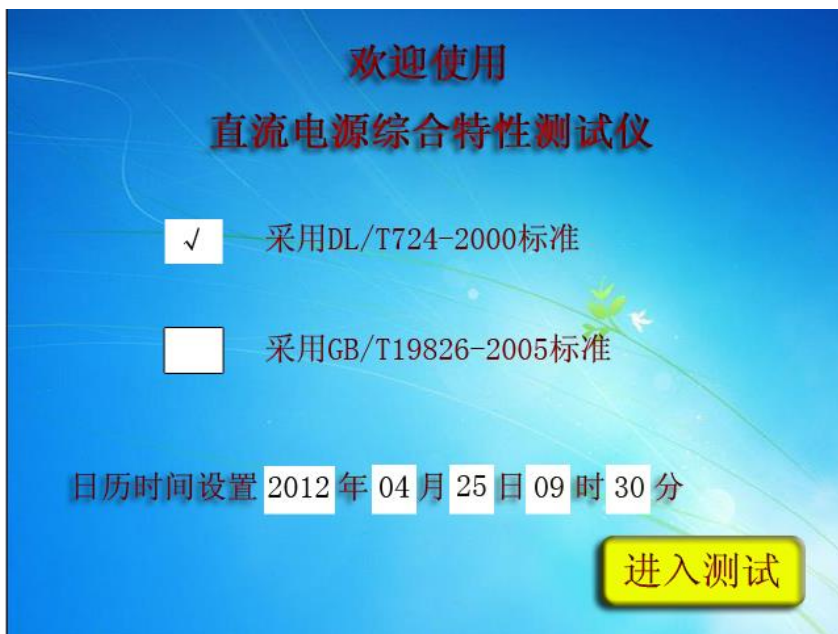 欢迎使用
直流电源综合特性测试仪
√ 采用DL/T724-2000标准
采用GB/T19826-2005标准
日历时间设置 2012 年 04 月 25 日 09 时 30 分
进入测试